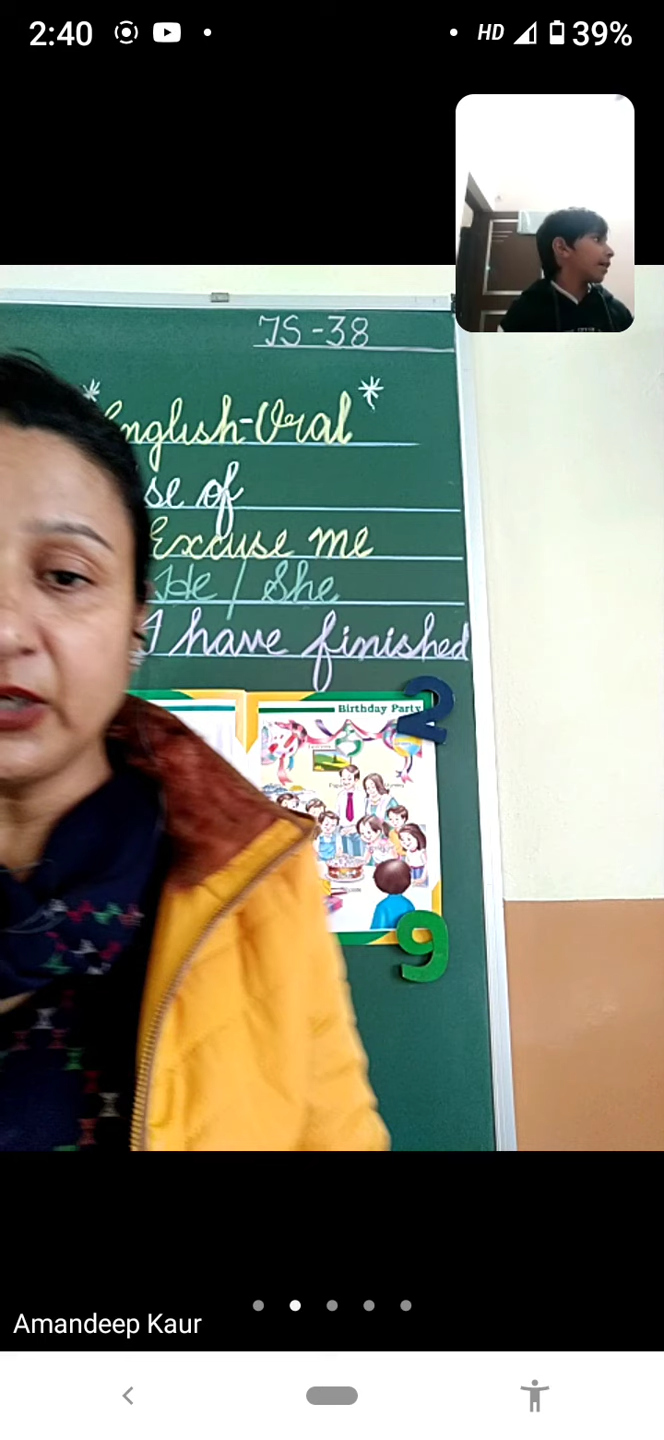 2:40
HD 39%
JS-38
*English-Oral*
se of
Excuse me
He / She
I have finished
Birthday Party
2
9
Amandeep Kaur